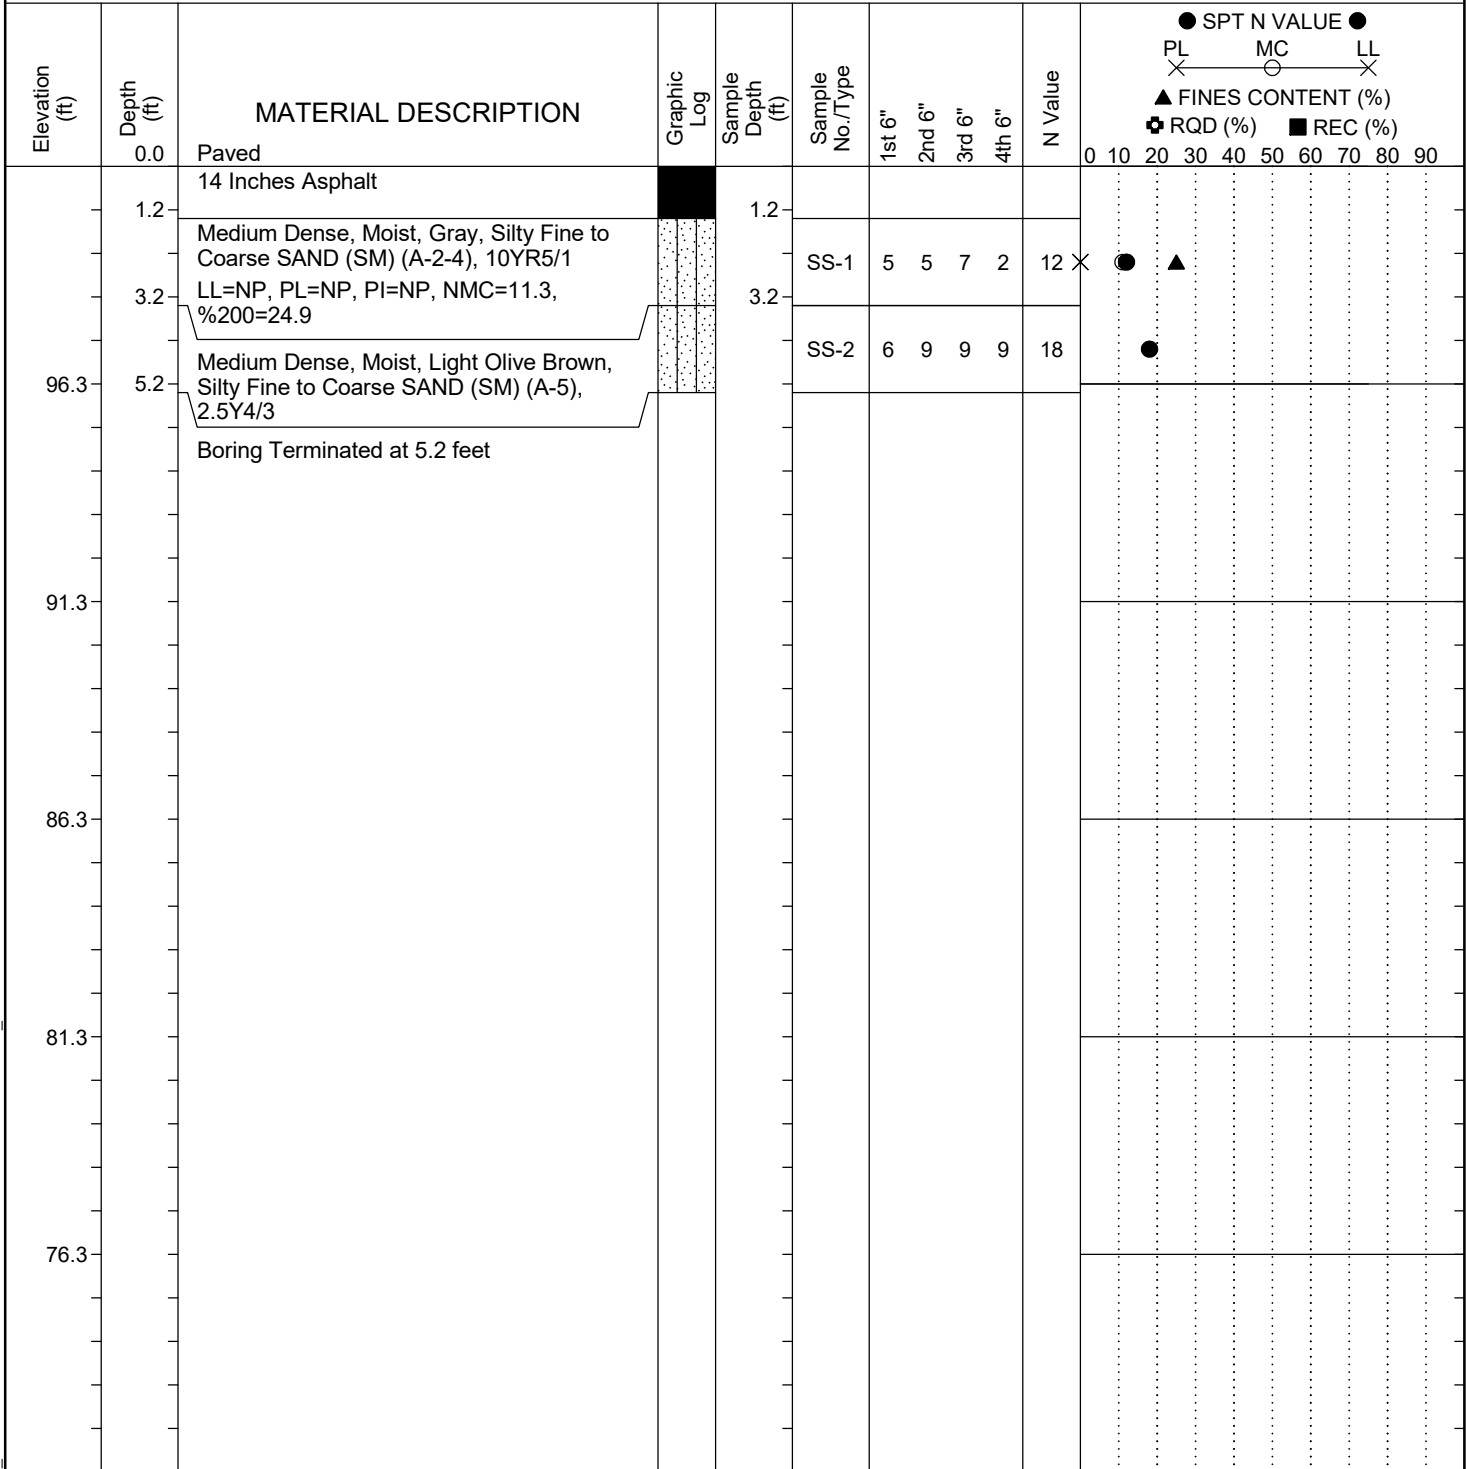 Elevation
(ft)
Depth
(ft)
0.0
MATERIAL DESCRIPTION
Paved
Graphic
Log
Sample
Depth
(ft)
Sample
No./Type
1st 6"
2nd 6"
3rd 6"
4th 6"
N Value
● SPT N VALUE ●
PL MC LL
▲ FINES CONTENT (%)
RQD (%) ■ REC (%)
0 10 20 30 40 50 60 70 80 90
14 Inches Asphalt
1.2 1.2
Medium Dense, Moist, Gray, Silty Fine to
Coarse SAND (SM) (A-2-4), 10YR5/1
SS-1 5 5 7 2 12
LL=NP, PL=NP, PI=NP, NMC=11.3,
3.2 3.2
%200=24.9
SS-2 6 9 9 9 18
Medium Dense, Moist, Light Olive Brown,
96.3 5.2 Silty Fine to Coarse SAND (SM) (A-5),
2.5Y4/3
Boring Terminated at 5.2 feet
91.3
86.3
81.3
76.3